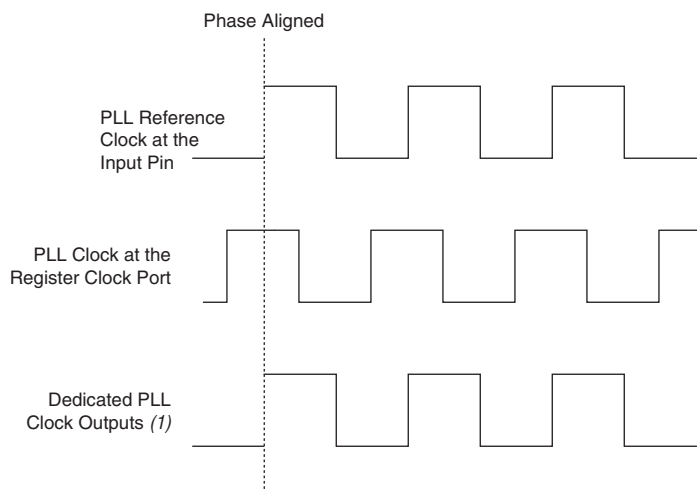 Phase Aligned
PLL Reference
Clock at the
Input Pin
PLL Clock at the
Register Clock Port
Dedicated PLL
Clock Outputs (1)